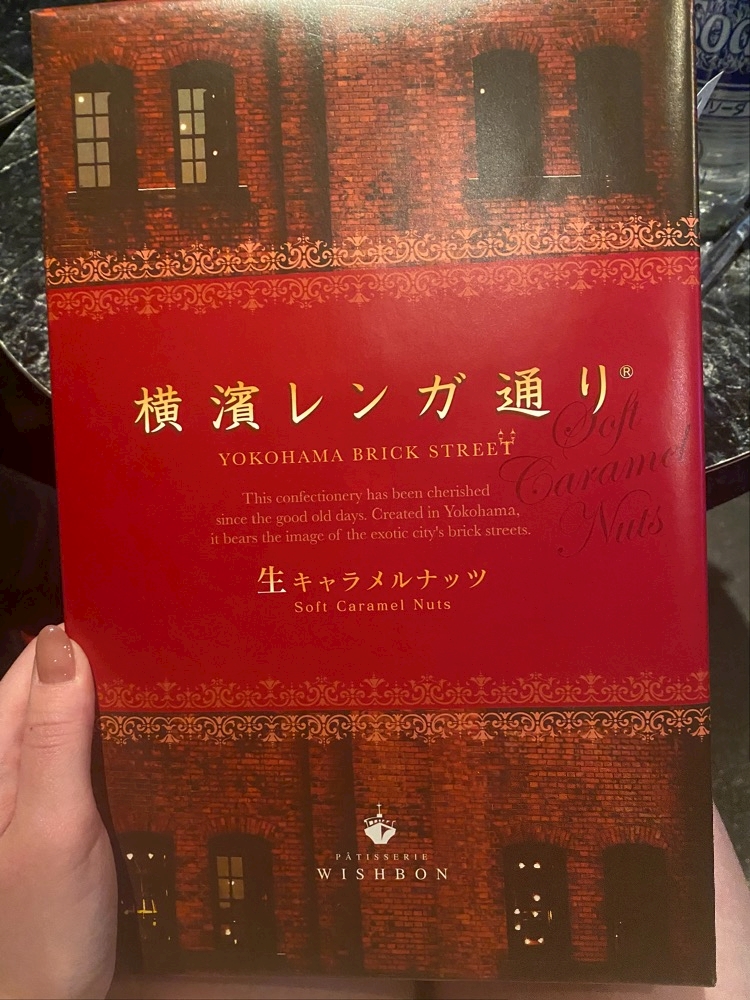 横濱レンガ通り®
YOKOHAMA BRICK STREET
Soft
Caramel
Nuts
This confectionery has been cherished
since the good old days. Created in Yokohama,
it bears the image of the exotic city's brick streets.
生キャラメルナッツ
Soft Caramel Nuts
PÂTISSERIE
WISHBON